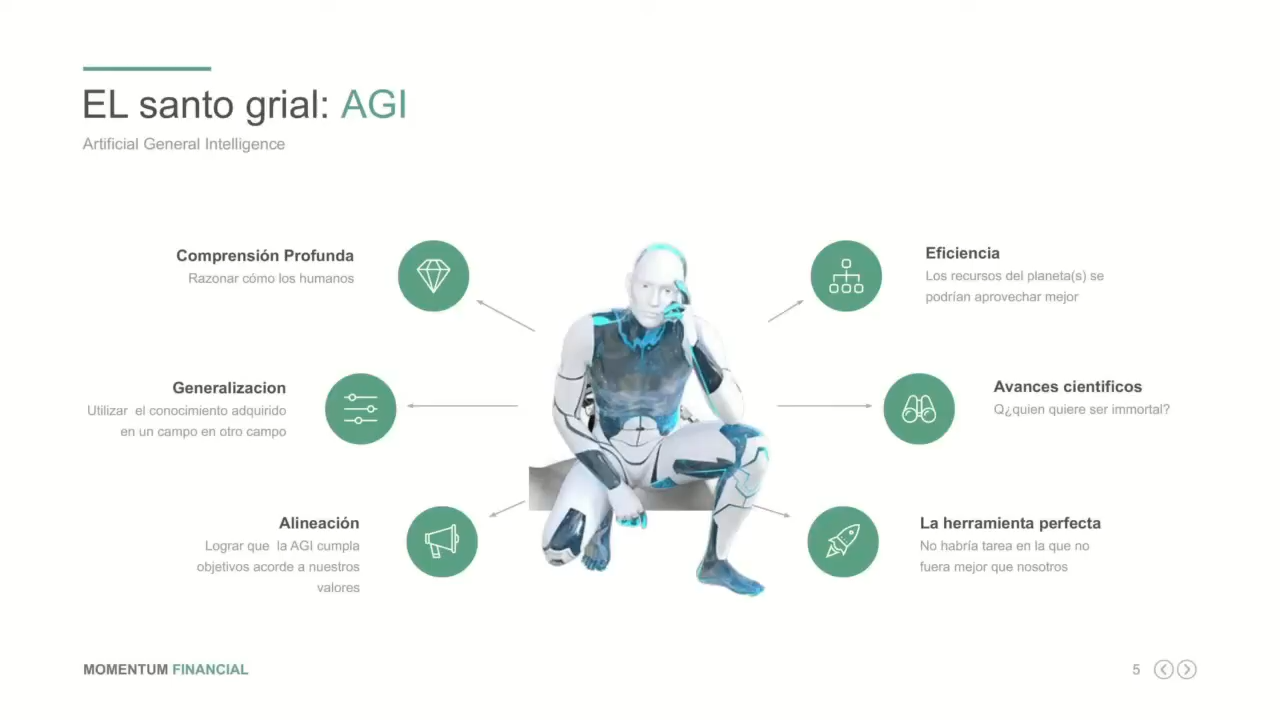 EL santo grial: AGI
Artificial General Intelligence
Comprensión Profunda
Razonar cómo los humanos
Generalizacion
Utilizar  el conocimiento adquirido
en un campo en otro campo
Alineación
Lograr que  la AGI cumpla
objetivos acorde a nuestros
valores
Eficiencia
Los recursos del planeta(s) se
podrían aprovechar mejor
Avances cientificos
Q¿quien quiere ser immortal?
La herramienta perfecta
No habría tarea en la que no
fuera mejor que nosotros
MOMENTUM FINANCIAL
5